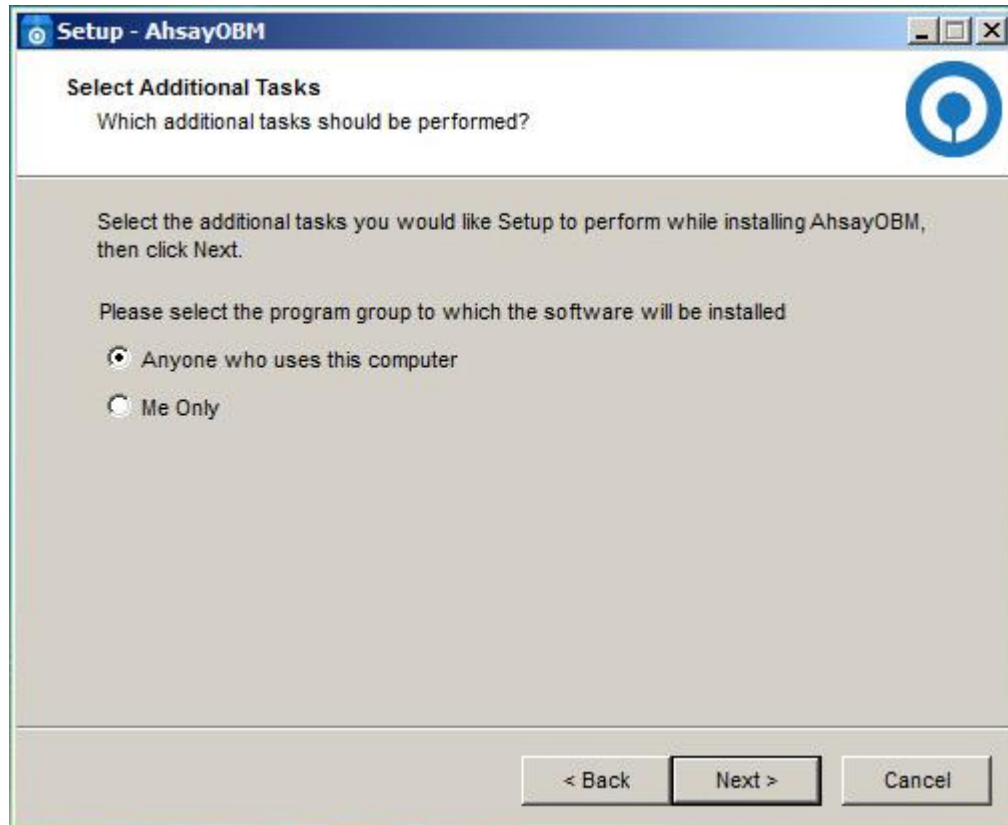 Setup - AhsayOBM
Select Additional Tasks
Which additional tasks should be performed?
Select the additional tasks you would like Setup to perform while installing AhsayOBM,
then click Next.
Please select the program group to which the software will be installed
Anyone who uses this computer
Me Only
< Back
Next >
Cancel